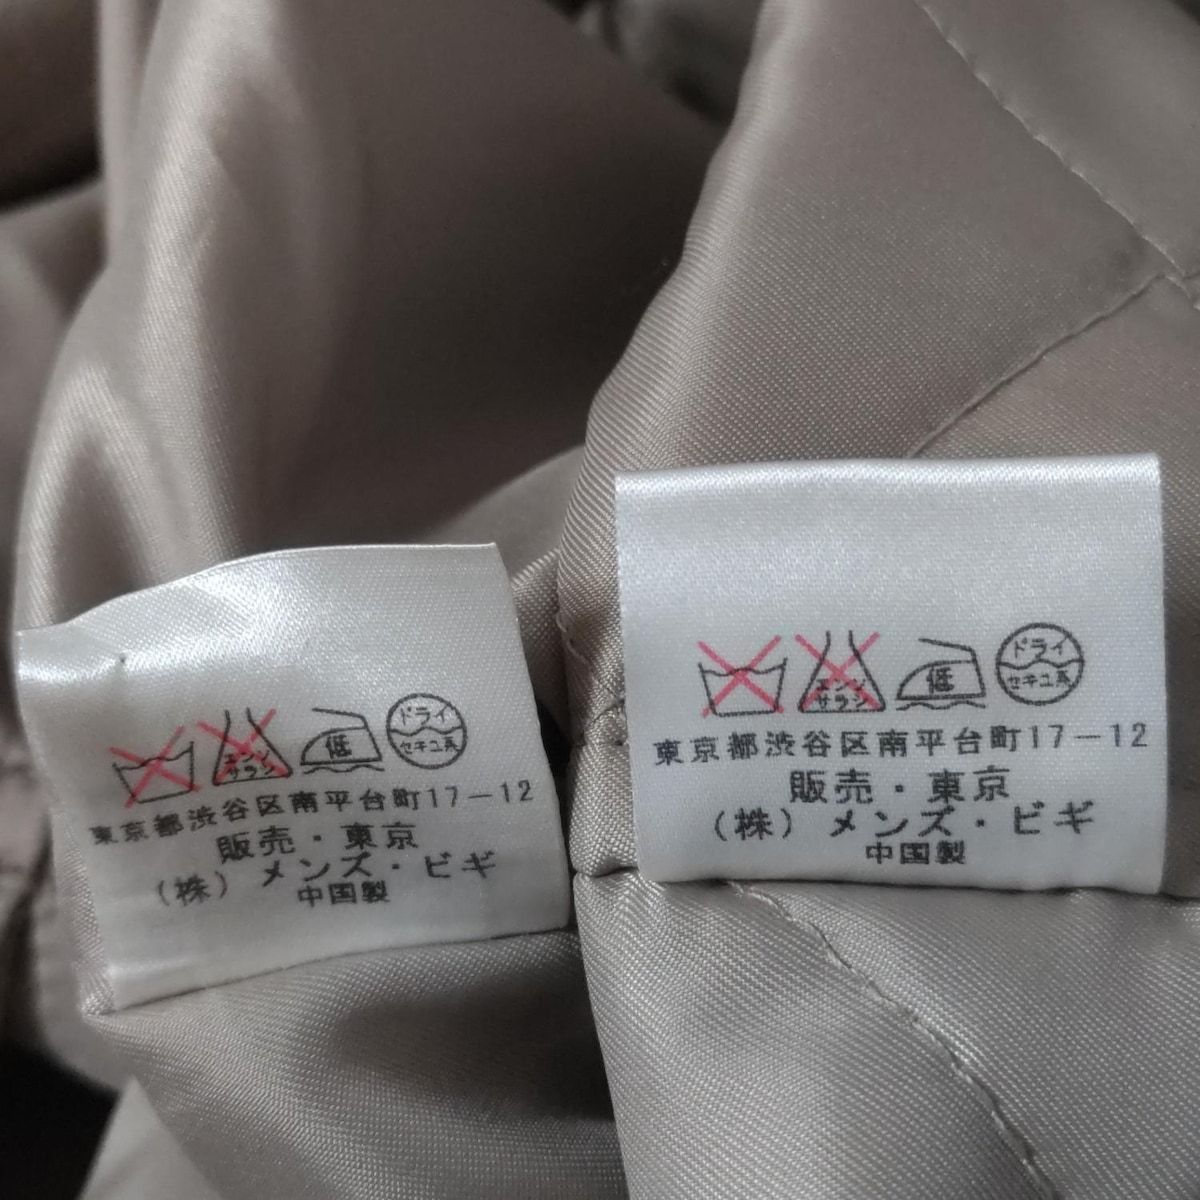 エンソ
サラシ
低
ドライ
セキユ系
東京都渋谷区南平台町17-12
販売・東京
(株)メンズ・ビギ
中国製
エンソ
サラシ
低
ドライ
セキユ系
東京都渋谷区南平台町17-12
販売・東京
(株)メンズ・ビギ
中国製